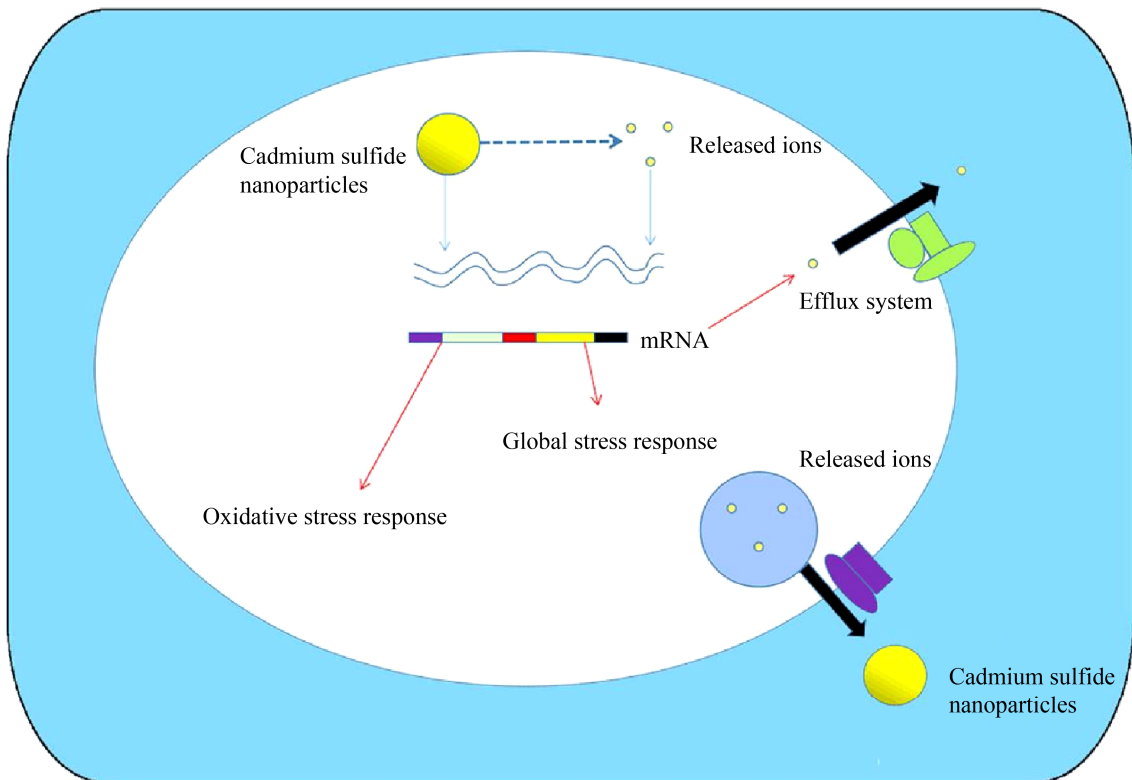 Cadmium sulfide
nanoparticles
Released ions
Efflux system
mRNA
Global stress response
Oxidative stress response
Released ions
Cadmium sulfide
nanoparticles